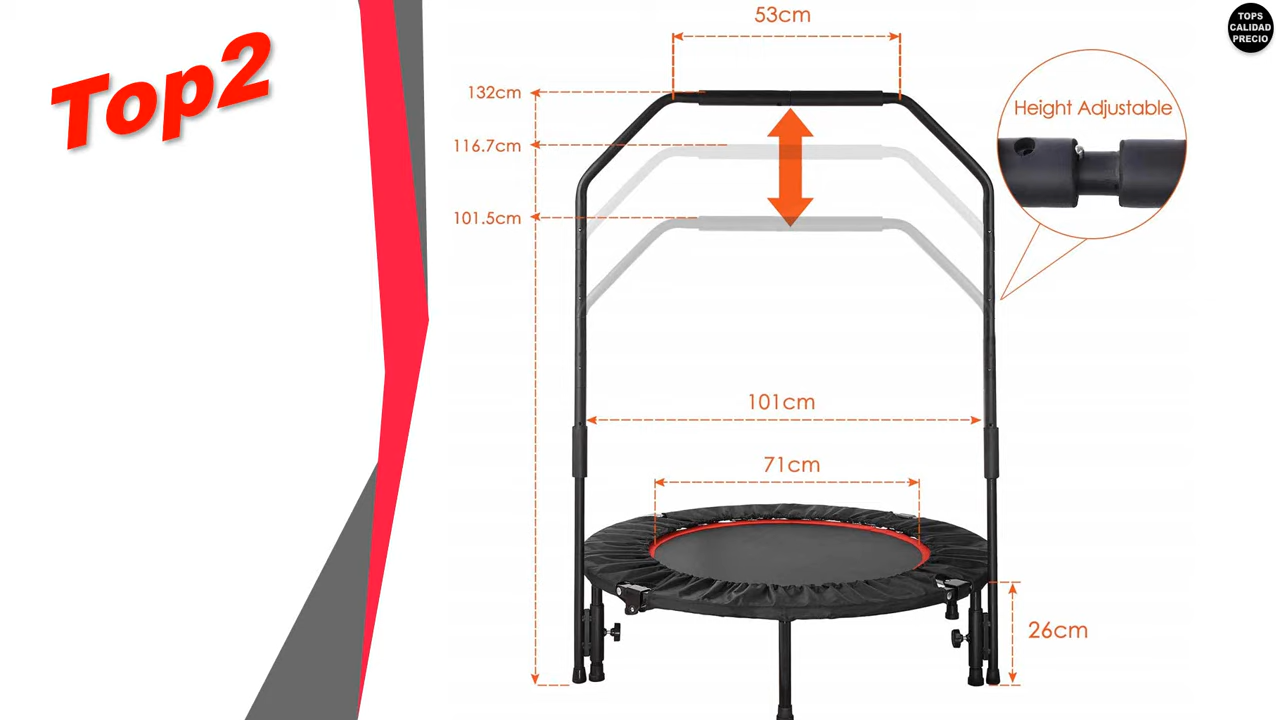 Top2
53cm
TOPS
CALIDAD
PRECIO
132cm
Height Adjustable
116.7cm
101.5cm
101cm
71cm
26cm